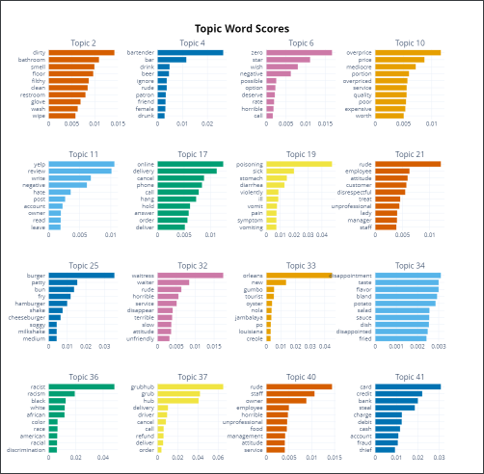 Topic Word Scores
Topic 2
dirty
bathroom
smell
floor
filthy
clean
restroom
glove
wash
wipe
0 0.005 0.01 0.015
Topic 4
bartender
bar
drink
beer
ignore
rude
patron
friend
female
drunk
0 0.01 0.02
Topic 6
zero
star
wish
negative
possible
option
deserve
rate
horrible
call
0 0.005 0.01 0.015
Topic 10
overprice
price
mediocre
portion
overpriced
service
quality
poor
expensive
worth
0 0.005 0.01
Topic 11
yelp
review
write
negative
hate
post
account
owner
read
leave
0 0.005 0.01
Topic 17
online
delivery
cancel
phone
call
hang
hold
answer
order
deliver
0 0.005 0.01
Topic 19
poisoning
sick
stomach
diarrhea
violently
ill
vomit
pain
symptom
vomiting
0 0.01 0.02 0.03 0.04
Topic 21
rude
employee
attitude
customer
disrespectful
treat
unprofessional
lady
manager
staff
0 0.005 0.01
Topic 25
burger
patty
bun
fry
hamburger
shake
cheeseburger
soggy
milkshake
medium
0 0.01 0.02 0.03
Topic 32
waitress
waiter
rude
horrible
service
disappear
terrible
slow
attitude
unfriendly
0 0.005 0.01 0.015
Topic 33
orleans
new
gumbo
tourist
oyster
nola
jambalaya
po
louisiana
creole
0 0.01 0.02 0.03 0.04
Topic 34
disappointment
taste
flavor
bland
potato
salad
sauce
dish
disappointed
fried
0 0.001 0.002 0.003
Topic 36
racist
racism
black
white
african
color
race
american
racial
discrimination
0 0.02 0.04
Topic 37
grubhub
grub
hub
delivery
driver
cancel
call
refund
deliver
order
0 0.02 0.04 0.06
Topic 40
rude
staff
owner
employee
horrible
unprofessional
food
management
attitude
service
0 0.005 0.01 0.015
Topic 41
card
credit
bank
steal
charge
debit
cash
account
fraud
thief
0 0.01 0.02 0.03